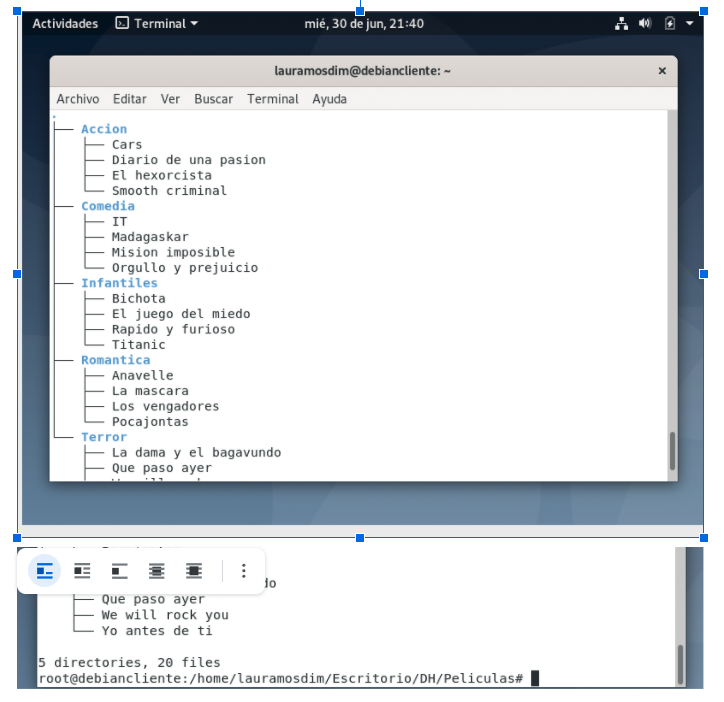 Actividades Terminal mié, 30 de jun, 21:40
lauramosdim@debiancliente: ~ ×
Archivo Editar Ver Buscar Terminal Ayuda
.
├── Accion
│   ├── Cars
│   ├── Diario de una pasion
│   ├── El hexorcista
│   └── Smooth criminal
├── Comedia
│   ├── IT
│   ├── Madagaskar
│   ├── Mision imposible
│   └── Orgullo y prejuicio
├── Infantiles
│   ├── Bichota
│   ├── El juego del miedo
│   ├── Rapido y furioso
│   └── Titanic
├── Romantica
│   ├── Anavelle
│   ├── La mascara
│   ├── Los vengadores
│   └── Pocajontas
└── Terror
    ├── La dama y el bagavundo
    ├── Que paso ayer
do
    ├── Que paso ayer
    ├── We will rock you
    └── Yo antes de ti
5 directories, 20 files
root@debiancliente:/home/lauramosdim/Escritorio/DH/Peliculas#